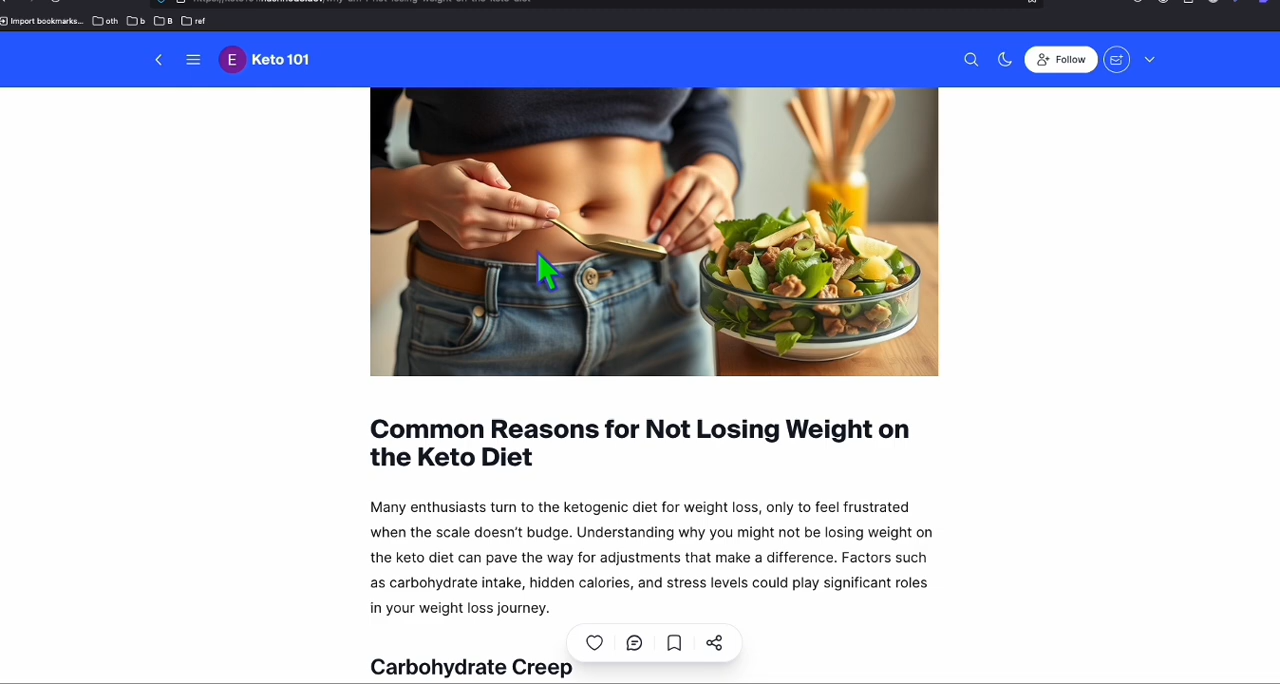 Import bookmarks...
oth
b
B
ref
E
Keto 101
Follow
Common Reasons for Not Losing Weight on
the Keto Diet
Many enthusiasts turn to the ketogenic diet for weight loss, only to feel frustrated
when the scale doesn’t budge. Understanding why you might not be losing weight on
the keto diet can pave the way for adjustments that make a difference. Factors such
as carbohydrate intake, hidden calories, and stress levels could play significant roles
in your weight loss journey.
Carbohydrate Creep